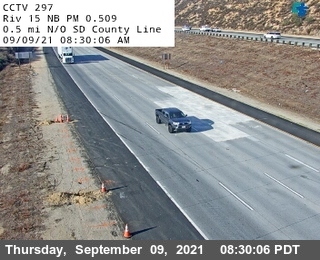 CCTV 297
Riv 15 NB PM 0.509
0.5 mi N/O SD County Line
09/09/21 08:30:06 AM
Thursday, September 09, 2021 08:30:06 PDT